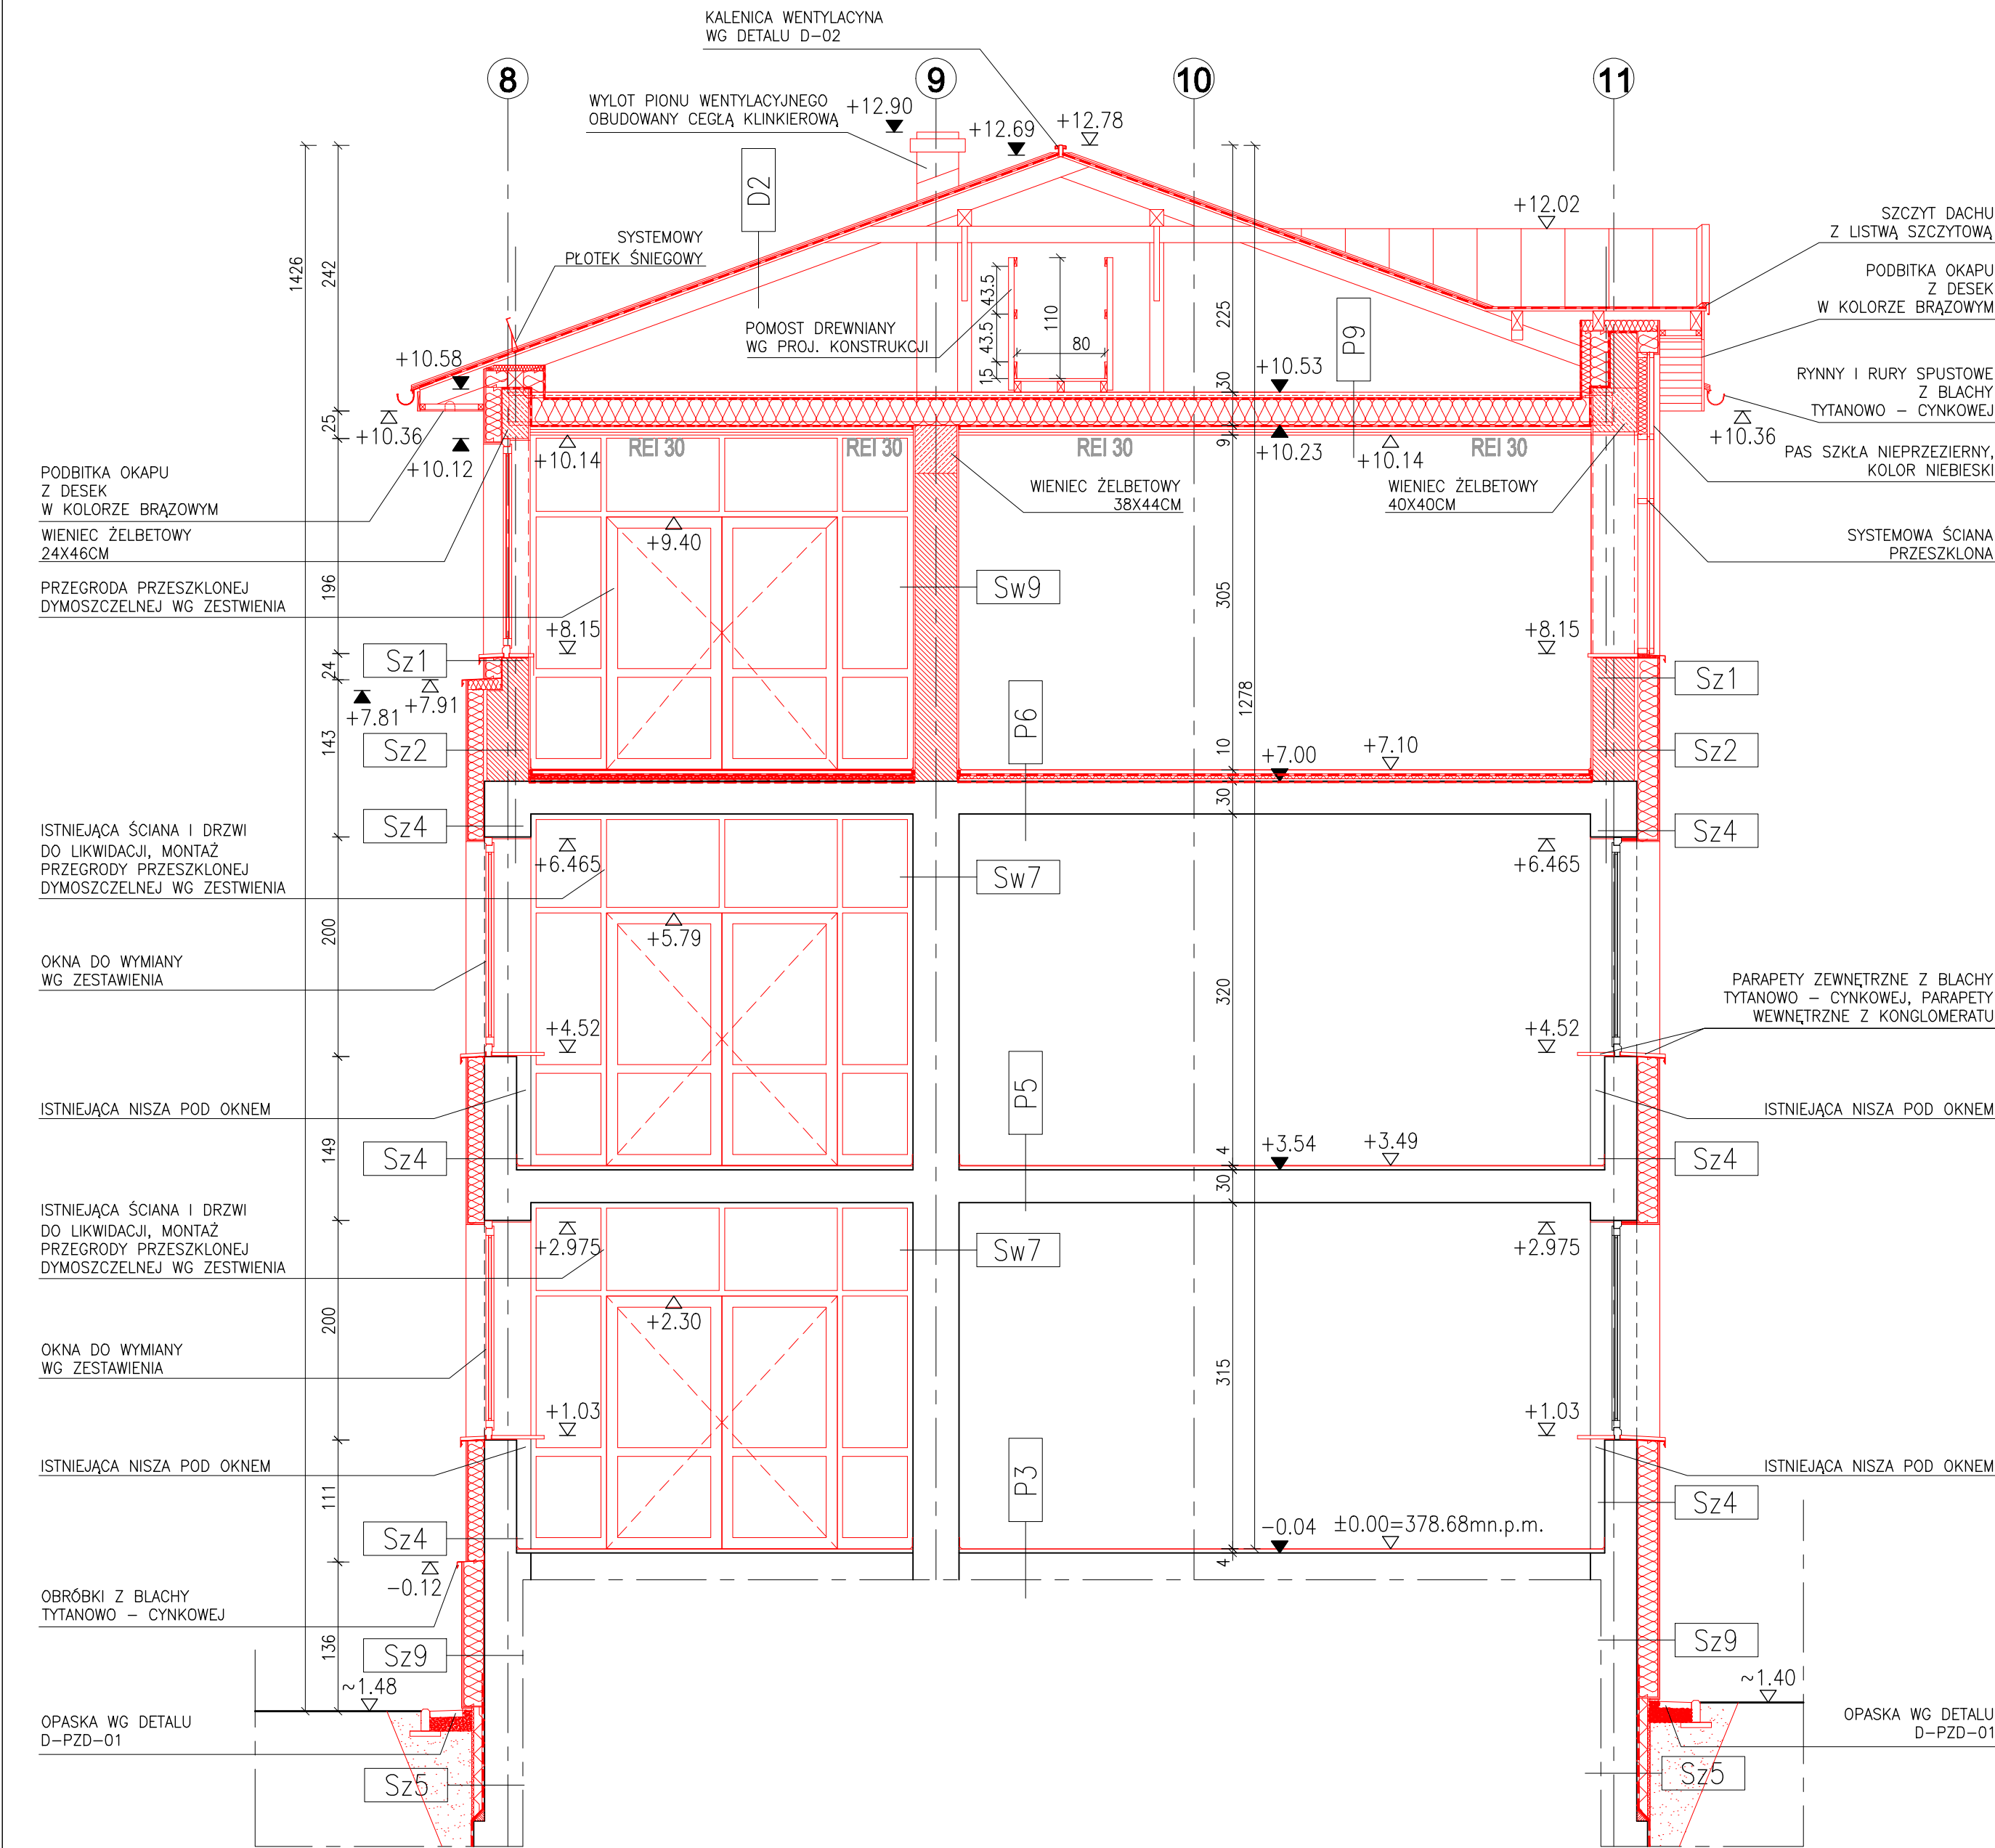 KALENICA WENTYLACYJNA
WG DETALU D-02
8
9
10
11
WYLOT PIONU WENTYLACYJNEGO
OBUDOWANY CEGŁĄ KLINKIEROWĄ
+12.90
+12.69
+12.78
D2
SYSTEMOWY
PŁOTEK ŚNIEGOWY
+12.02
SZCZYT DACHU
Z LISTWĄ SZCZYTOWĄ
PODBITKA OKAPU
Z DESEK
W KOLORZE BRĄZOWYM
1426
242
43.5
43.5
15
110
80
225
30
POMOST DREWNIANY
WG PROJ. KONSTRUKCJI
P9
+10.58
+10.53
RYNNY I RURY SPUSTOWE
Z BLACHY
TYTANOWO - CYNKOWEJ
25
+10.36
+10.12
+10.14
REI 30
REI 30
REI 30
REI 30
9
+10.23
+10.14
+10.36
PAS SZKŁA NIEPRZEZIERNY,
KOLOR NIEBIESKI
PODBITKA OKAPU
Z DESEK
W KOLORZE BRĄZOWYM
WIENIEC ŻELBETOWY
24X46CM
WIENIEC ŻELBETOWY
38X44CM
WIENIEC ŻELBETOWY
40X40CM
SYSTEMOWA ŚCIANA
PRZESZKLONA
+9.40
PRZEGRODA PRZESZKLONEJ
DYMOSZCZELNEJ WG ZESTWIENIA
196
Sw9
305
+8.15
+8.15
Sz1
24
Sz1
+7.91
+7.81
P6
1278
143
Sz2
Sz2
10
+7.00
+7.10
30
Sz4
Sz4
ISTNIEJĄCA ŚCIANA I DRZWI
DO LIKWIDACJI, MONTAŻ
PRZEGRODY PRZESZKLONEJ
DYMOSZCZELNEJ WG ZESTWIENIA
+6.465
+6.465
Sw7
200
+5.79
OKNA DO WYMIANY
WG ZESTAWIENIA
320
PARAPETY ZEWNĘTRZNE Z BLACHY
TYTANOWO - CYNKOWEJ, PARAPETY
WEWNĘTRZNE Z KONGLOMERATU
+4.52
+4.52
P5
ISTNIEJĄCA NISZA POD OKNEM
ISTNIEJĄCA NISZA POD OKNEM
149
Sz4
4
+3.54
+3.49
Sz4
30
ISTNIEJĄCA ŚCIANA I DRZWI
DO LIKWIDACJI, MONTAŻ
PRZEGRODY PRZESZKLONEJ
DYMOSZCZELNEJ WG ZESTWIENIA
+2.975
Sw7
+2.975
200
+2.30
OKNA DO WYMIANY
WG ZESTAWIENIA
315
+1.03
+1.03
ISTNIEJĄCA NISZA POD OKNEM
ISTNIEJĄCA NISZA POD OKNEM
111
P3
Sz4
Sz4
-0.04
±0.00=378.68mn.p.m.
4
-0.12
OBRÓBKI Z BLACHY
TYTANOWO - CYNKOWEJ
136
Sz9
Sz9
~1.48
~1.40
OPASKA WG DETALU
D-PZD-01
OPASKA WG DETALU
D-PZD-01
Sz5
Sz5